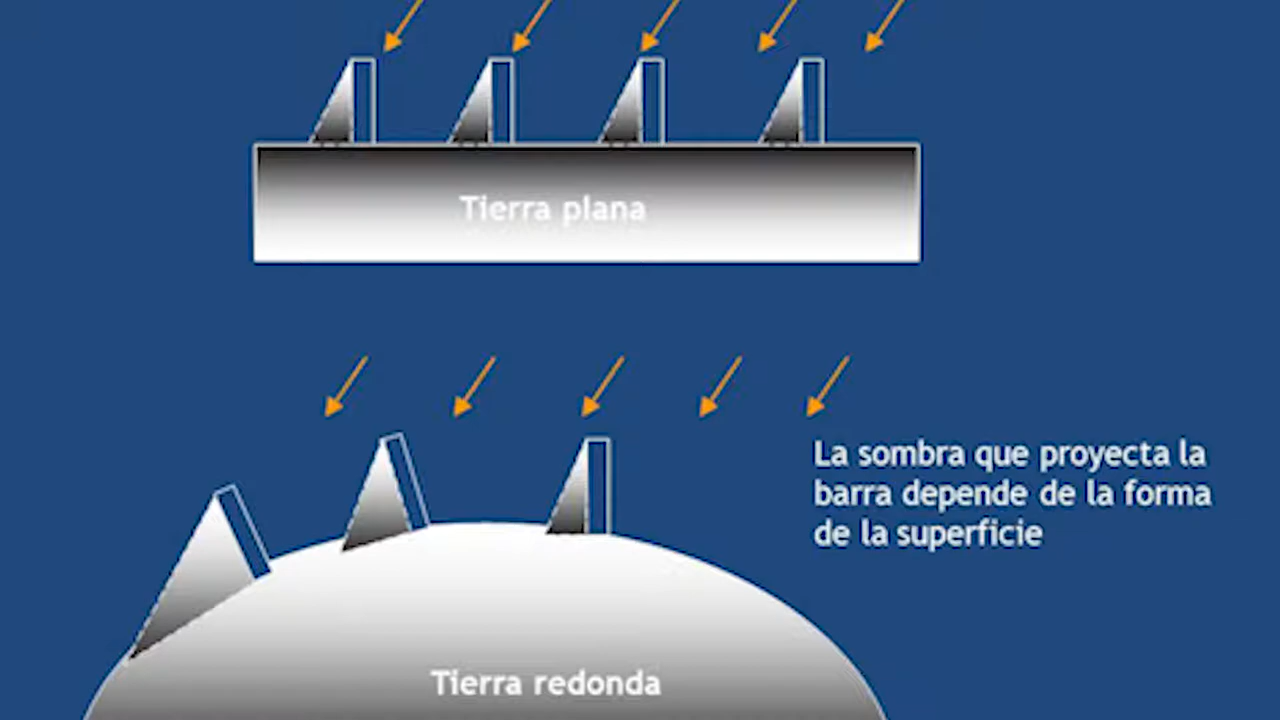 Tierra plana
La sombra que proyecta la
barra depende de la forma
de la superficie
Tierra redonda